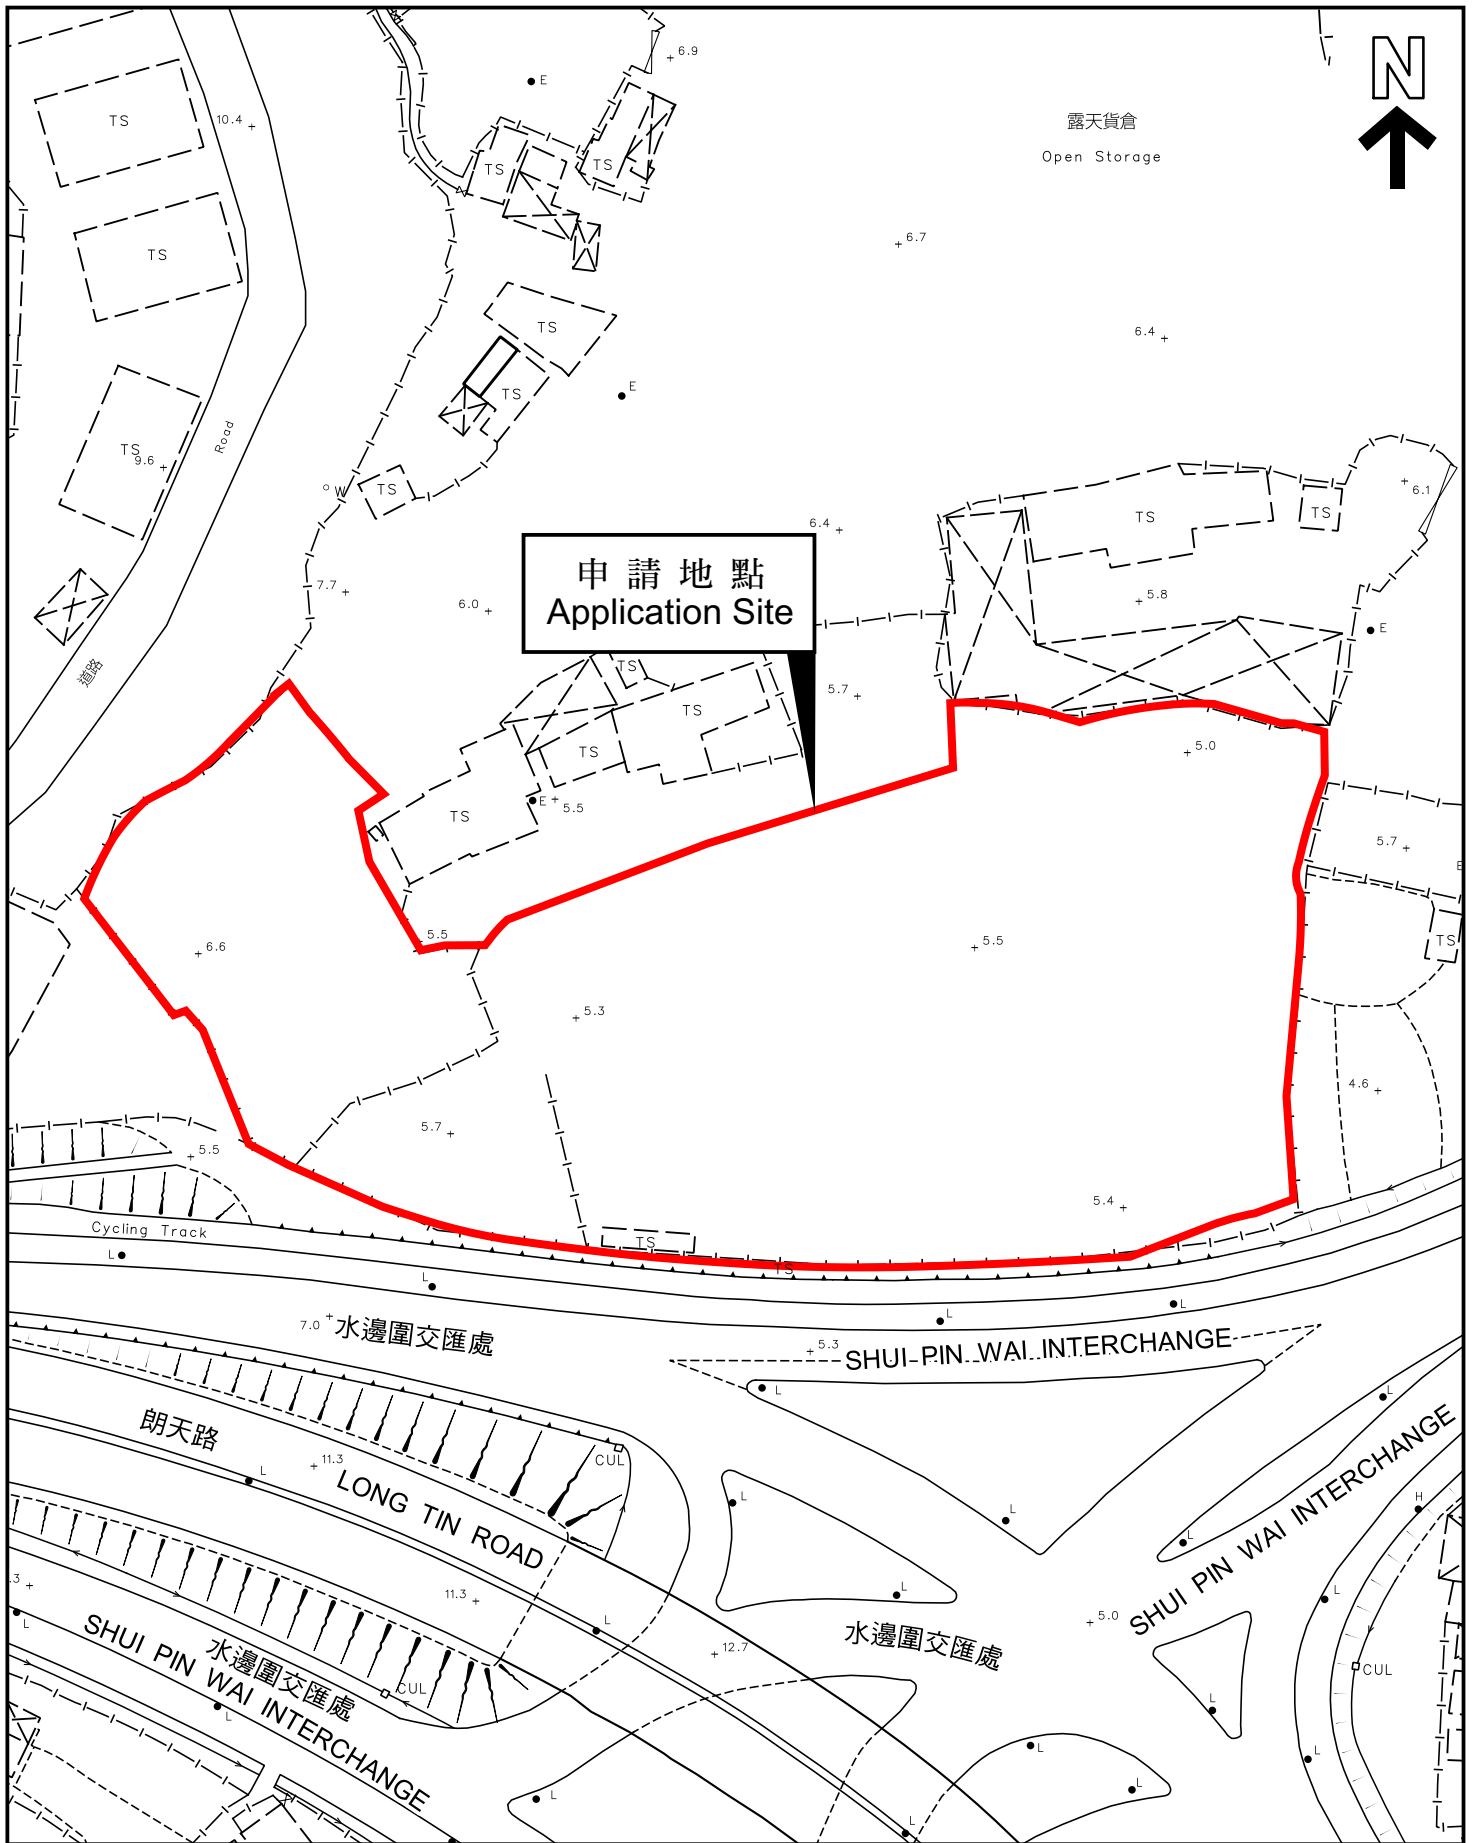 6.9
E
N
TS
10.4
露天貨倉
Open Storage
TS
TS
TS
6.7
TS
TS
6.4
E
TS
Road
TS
9.6
W
TS
6.1
TS
TS
6.4
申請地點
Application Site
7.7
6.0
5.8
E
道路
TS
5.7
TS
5.0
TS
E
5.5
TS
5.7
E
5.5
6.6
5.5
TS
5.3
4.6
5.7
5.5
5.4
Cycling Track
L
TS
TS
L
L
L
7.0
水邊圍交匯處
5.3
SHUI PIN WAI INTERCHANGE
L
L
朗天路
11.3
L
CUL
LONG TIN ROAD
L
L
H
SHUI PIN WAI INTERCHANGE
L
.3
11.3
L
L
5.0
L
L
水邊圍交匯處
SHUI PIN WAI INTERCHANGE
12.7
水邊圍交匯處
CUL
CUL
L
L
L
L
L
L
L